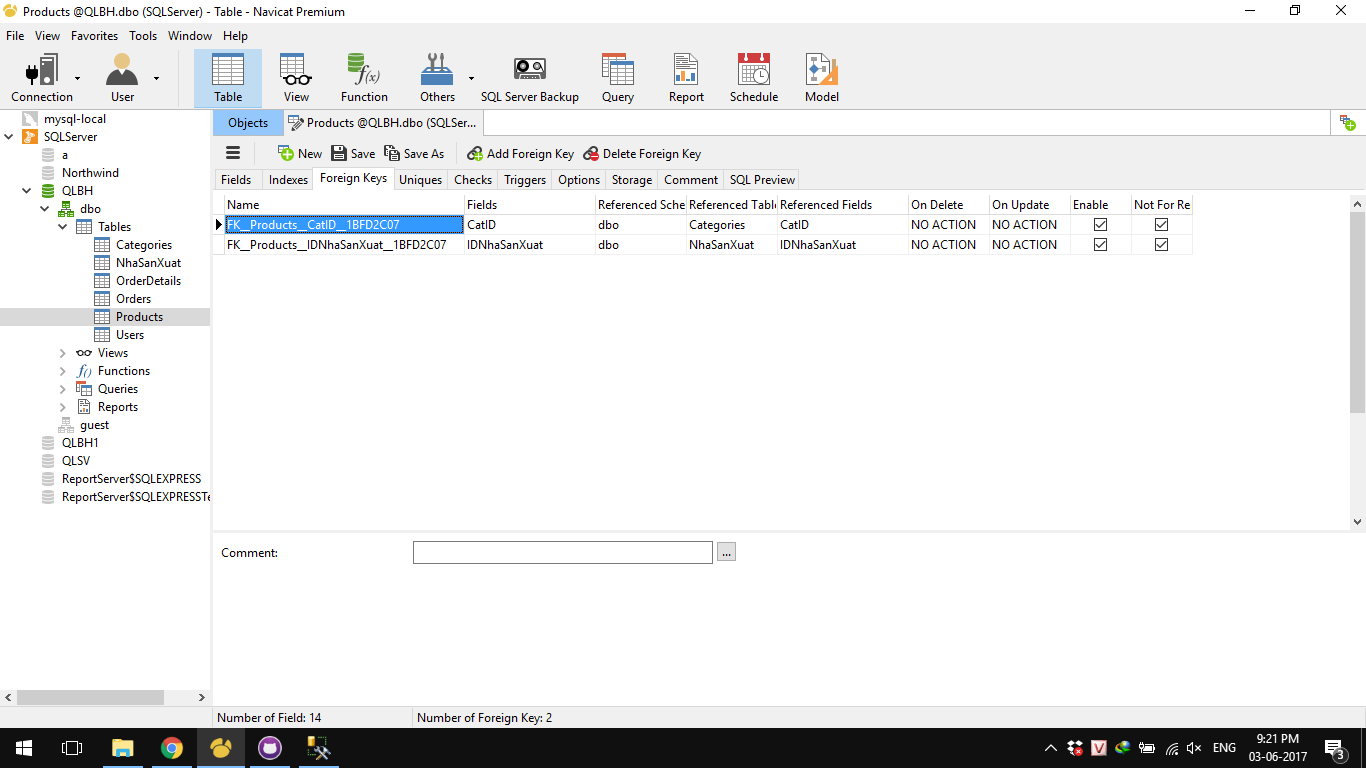 Products @QLBH.dbo (SQLServer) - Table - Navicat Premium
File View Favorites Tools Window Help
Connection User Table View Function Others SQL Server Backup Query Report Schedule Model
mysql-local
SQLServer
a
Northwind
QLBH
dbo
Tables
Categories
NhaSanXuat
OrderDetails
Orders
Products
Users
Views
Functions
Queries
Reports
guest
QLBH1
QLSV
ReportServer$SQLEXPRESS
ReportServer$SQLEXPRESSTe
Objects Products @QLBH.dbo (SQLSer...
New Save Save As Add Foreign Key Delete Foreign Key
Fields Indexes Foreign Keys Uniques Checks Triggers Options Storage Comment SQL Preview
Name Fields Referenced Sche Referenced Table Referenced Fields On Delete On Update Enable Not For Re
FK__Products__CatID__1BFD2C07 CatID dbo Categories CatID NO ACTION NO ACTION
FK__Products__IDNhaSanXuat__1BFD2C07 IDNhaSanXuat dbo NhaSanXuat IDNhaSanXuat NO ACTION NO ACTION
Comment:
...
Number of Field: 14 Number of Foreign Key: 2
ENG
9:21 PM
03-06-2017
3